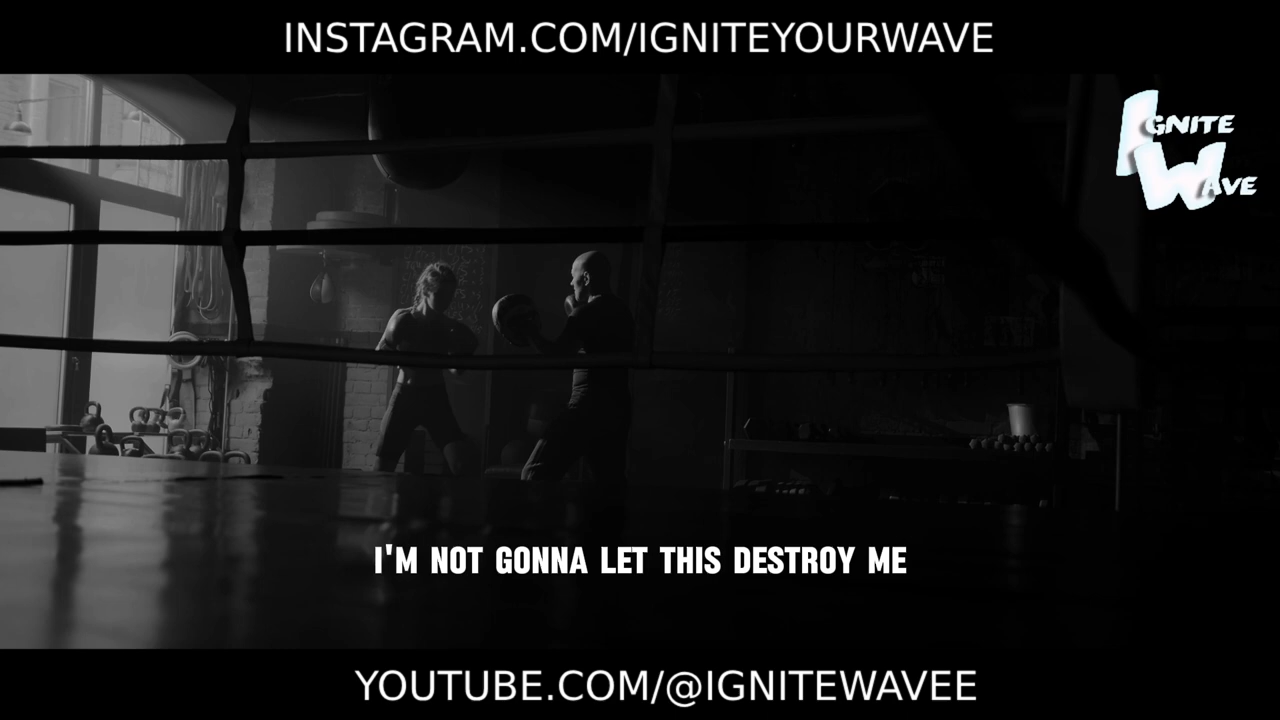 INSTAGRAM.COM/IGNITEYOURWAVE
IGNITE
WAVE
I'M NOT GONNA LET THIS DESTROY ME
YOUTUBE.COM/@IGNITEWAVEE